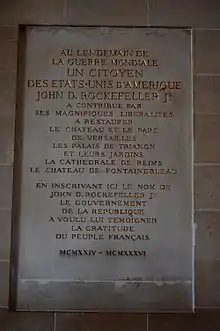 AU LENDEMAIN DE
LA GUERRE MONDIALE
UN CITOYEN
DES ETATS-UNIS D'AMERIQUE
JOHN D. ROCKEFELLER JR
A CONTRIBUE PAR
SES MAGNIFIQUES LIBERALITES
A RESTAURER
LE CHATEAU ET LE PARC
DE VERSAILLES
LES PALAIS DE TRIANON
ET LEURS JARDINS
LA CATHEDRALE DE REIMS
LE CHATEAU DE FONTAINEBLEAU
EN INSCRIVANT ICI LE NOM DE
JOHN D. ROCKEFELLER JR
LE GOUVERNEMENT
DE LA REPUBLIQUE
A VOULU LUI TEMOIGNER
LA GRATITUDE
DU PEUPLE FRANÇAIS
MCMXXIV – MCMXXXVI